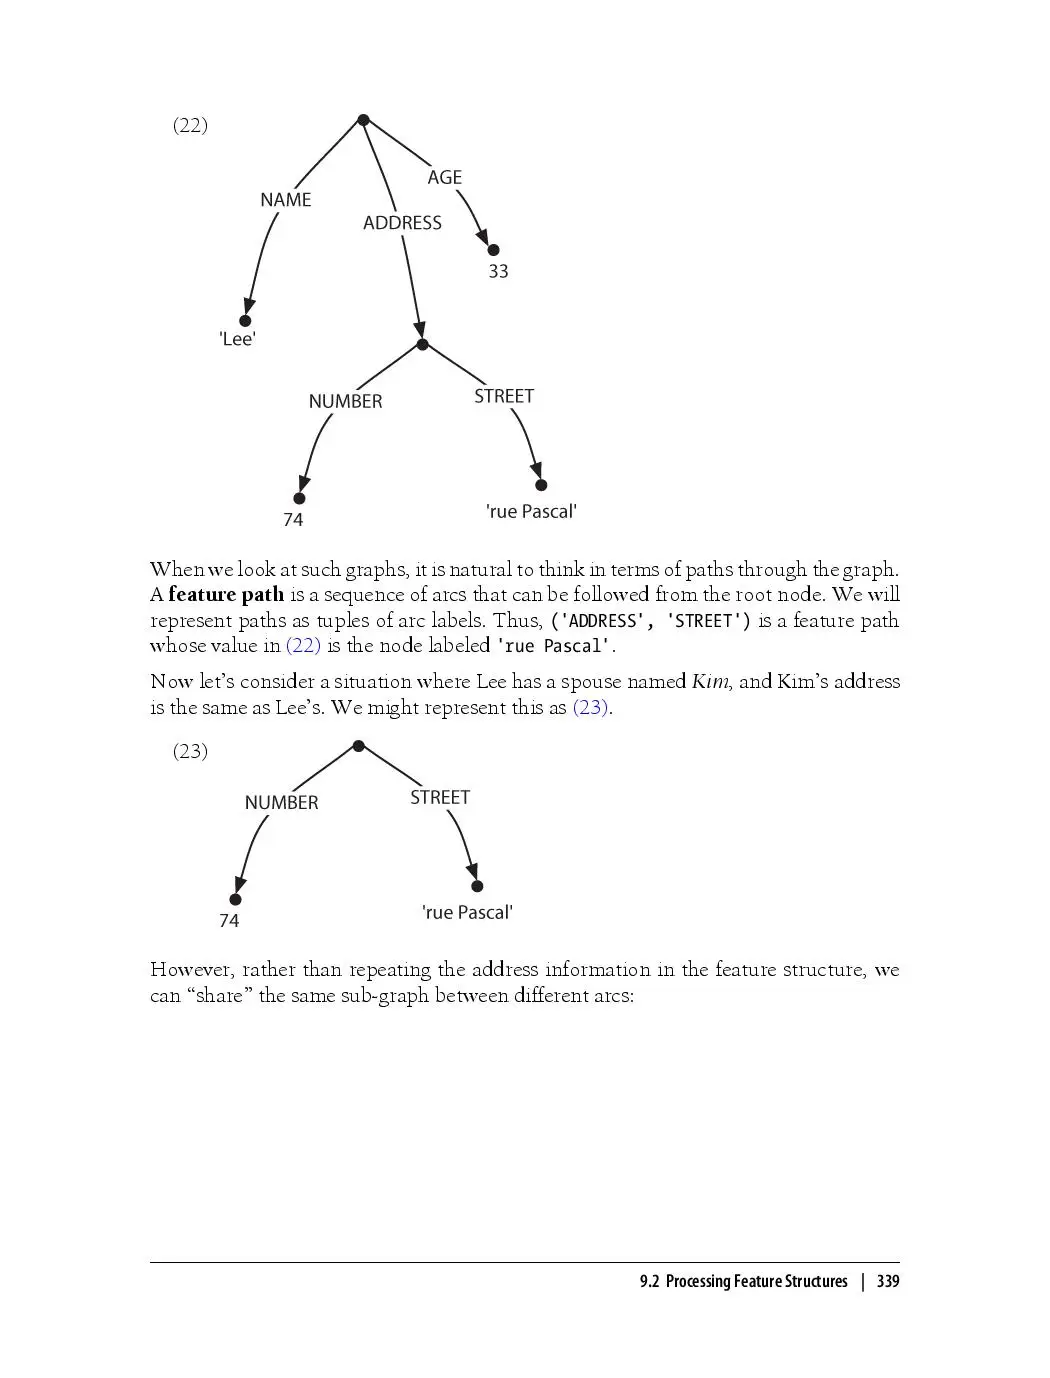 (22)
AGE
NAME
ADDRESS
33
'Lee'
NUMBER
STREET
74
'rue Pascal'
When we look at such graphs, it is natural to think in terms of paths through the graph.
A feature path is a sequence of arcs that can be followed from the root node. We will
represent paths as tuples of arc labels. Thus, ('ADDRESS', 'STREET') is a feature path
whose value in (22) is the node labeled 'rue Pascal'.
Now let's consider a situation where Lee has a spouse named Kim, and Kim's address
is the same as Lee's. We might represent this as (23).
(23)
NUMBER
STREET
74
'rue Pascal'
However, rather than repeating the address information in the feature structure, we
can “share” the same sub-graph between different arcs:
9.2 Processing Feature Structures | 339